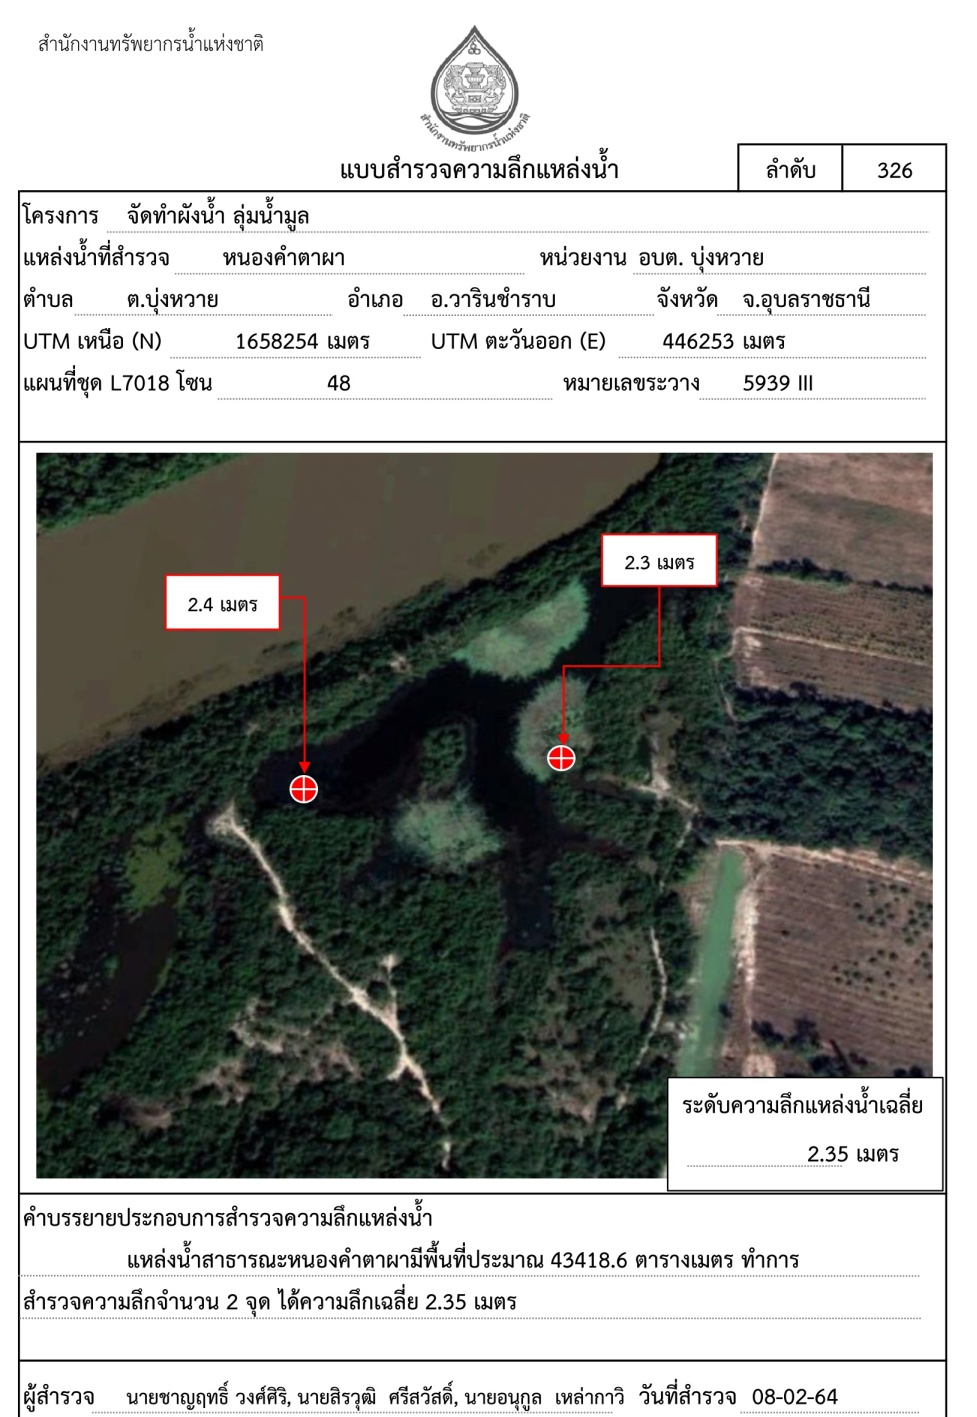 สำนักงานทรัพยากรน้ำแห่งชาติ
สำนักงานทรัพยากรน้ำแห่งชาติ
แบบสำรวจความลึกแหล่งน้ำ ลำดับ 326
โครงการ จัดทำผังน้ำ ลุ่มน้ำมูล
แหล่งน้ำที่สำรวจ หนองคำตาผา หน่วยงาน อบต. บุ่งหวาย
ตำบล ต.บุ่งหวาย อำเภอ อ.วารินชำราบ จังหวัด จ.อุบลราชธานี
UTM เหนือ (N) 1658254 เมตร UTM ตะวันออก (E) 446253 เมตร
แผนที่ชุด L7018 โซน 48 หมายเลขระวาง 5939 III
2.3 เมตร
2.4 เมตร
ระดับความลึกแหล่งน้ำเฉลี่ย
2.35 เมตร
คำบรรยายประกอบการสำรวจความลึกแหล่งน้ำ
แหล่งน้ำสาธารณะหนองคำตาผามีพื้นที่ประมาณ 43418.6 ตารางเมตร ทำการ
สำรวจความลึกจำนวน 2 จุด ได้ความลึกเฉลี่ย 2.35 เมตร
ผู้สำรวจ นายชาญฤทธิ์ วงศ์ศิริ, นายสิรวุฒิ ศรีสวัสดิ์, นายอนุกูล เหล่ากาวี วันที่สำรวจ 08-02-64